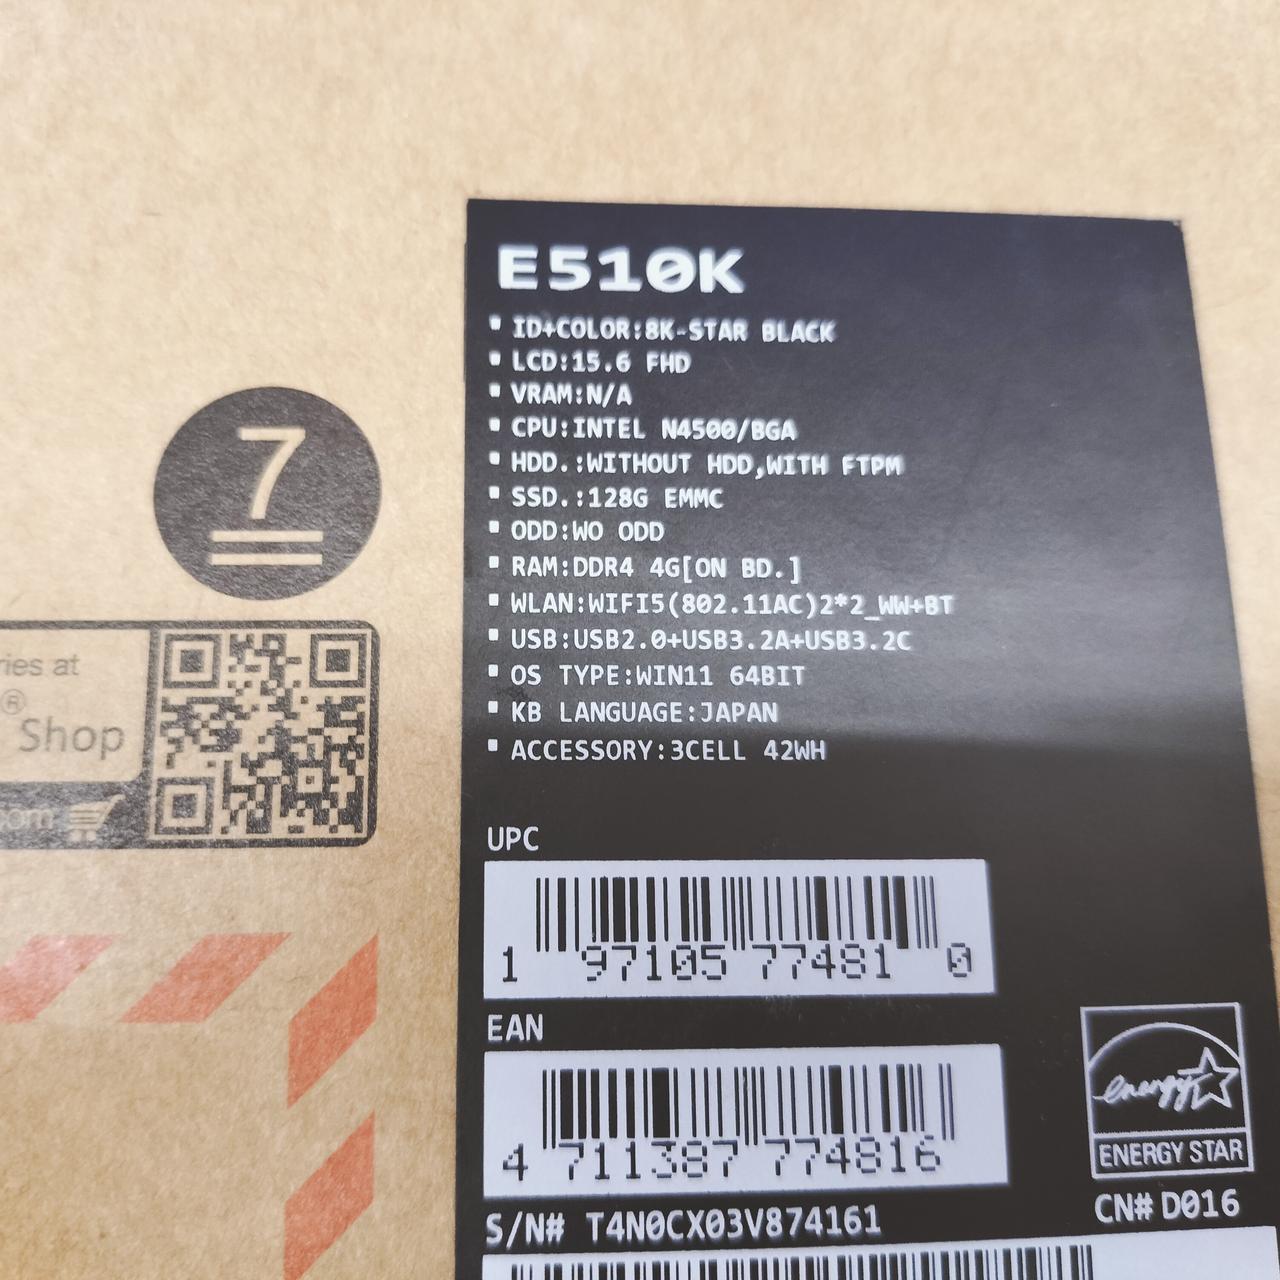 E510K
ID+COLOR:8K-STAR BLACK
LCD:15.6 FHD
VRAM:N/A
CPU:INTEL N4500/BGA
HDD.:WITHOUT HDD,WITH FTPM
SSD.:128G EMMC
ODD:WO ODD
RAM:DDR4 4G[ON BD.]
WLAN:WIFI5(802.11AC)2*2_WW+BT
USB:USB2.0+USB3.2A+USB3.2C
OS TYPE:WIN11 64BIT
KB LANGUAGE:JAPAN
ACCESSORY:3CELL 42WH
UPC
1 97105 77481 0
EAN
4 711387 774816
S/N# T4N0CX03V874161
energy
ENERGY STAR
CN# D016
7
ries at
®
Shop
om